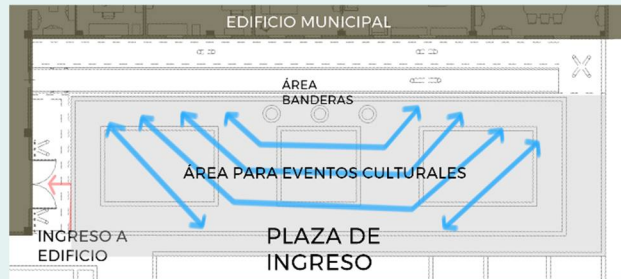 EDIFICIO MUNICIPAL
ÁREA
BANDERAS
ÁREA PARA EVENTOS CULTURALES
INGRESO A
EDIFICIO
PLAZA DE
INGRESO